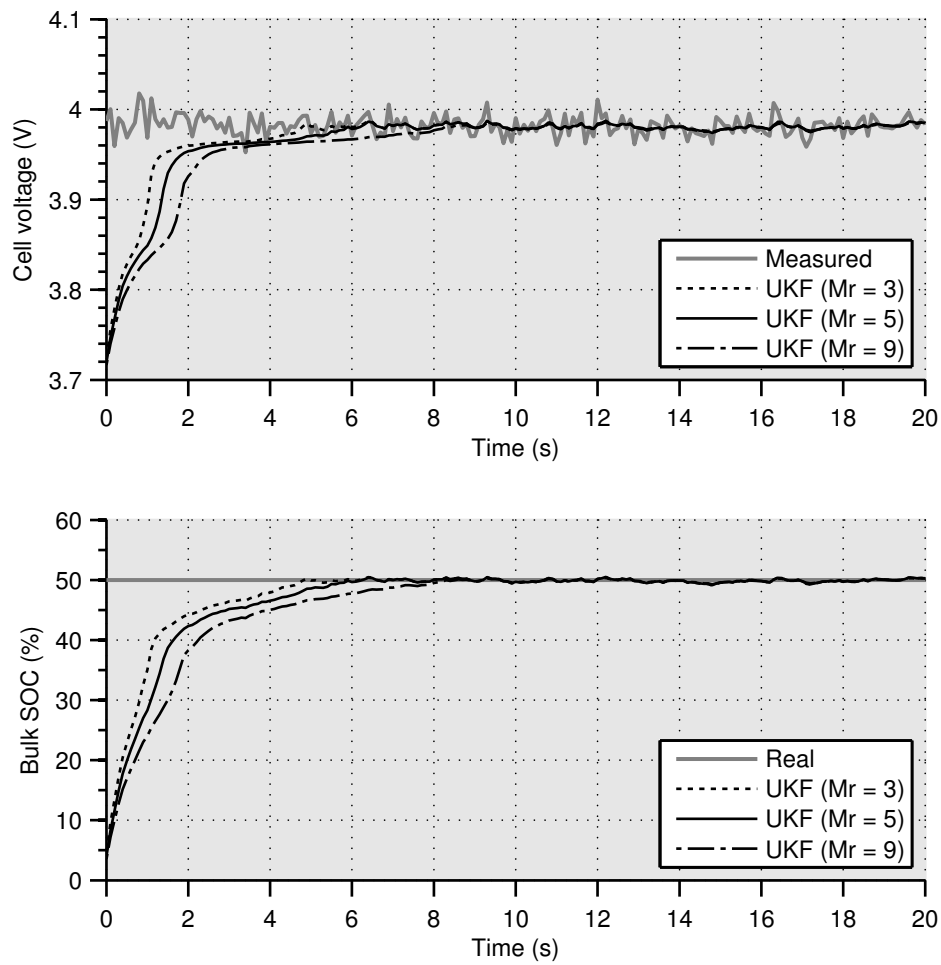 4.1
4
3.9
3.8
3.7
Cell voltage (V)
Measured
UKF (Mr = 3)
UKF (Mr = 5)
UKF (Mr = 9)
0 2 4 6 8 10 12 14 16 18 20
Time (s)
60
50
40
30
20
10
0
Bulk SOC (%)
Real
UKF (Mr = 3)
UKF (Mr = 5)
UKF (Mr = 9)
0 2 4 6 8 10 12 14 16 18 20
Time (s)